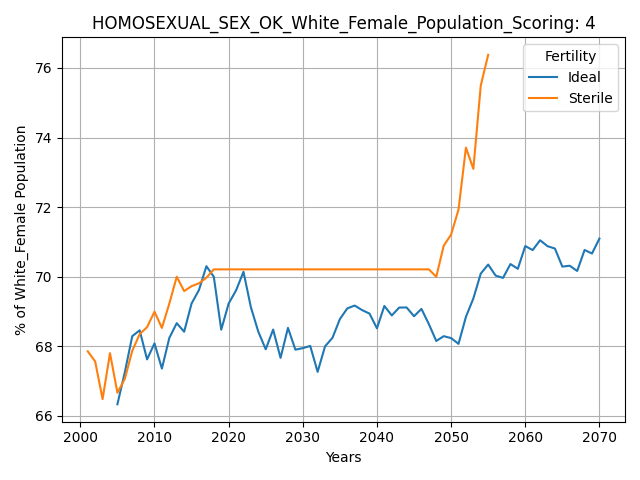 HOMOSEXUAL_SEX_OK_White_Female_Population_Scoring: 4
Fertility
Ideal
Sterile
% of White_Female Population
76
74
72
70
68
66
2000 2010 2020 2030 2040 2050 2060 2070
Years